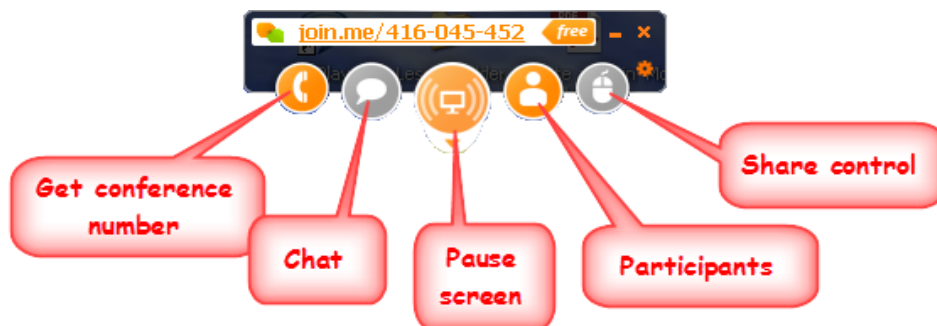 join.me/416-045-452 free
Get conference
number
Chat
Pause
screen
Participants
Share control